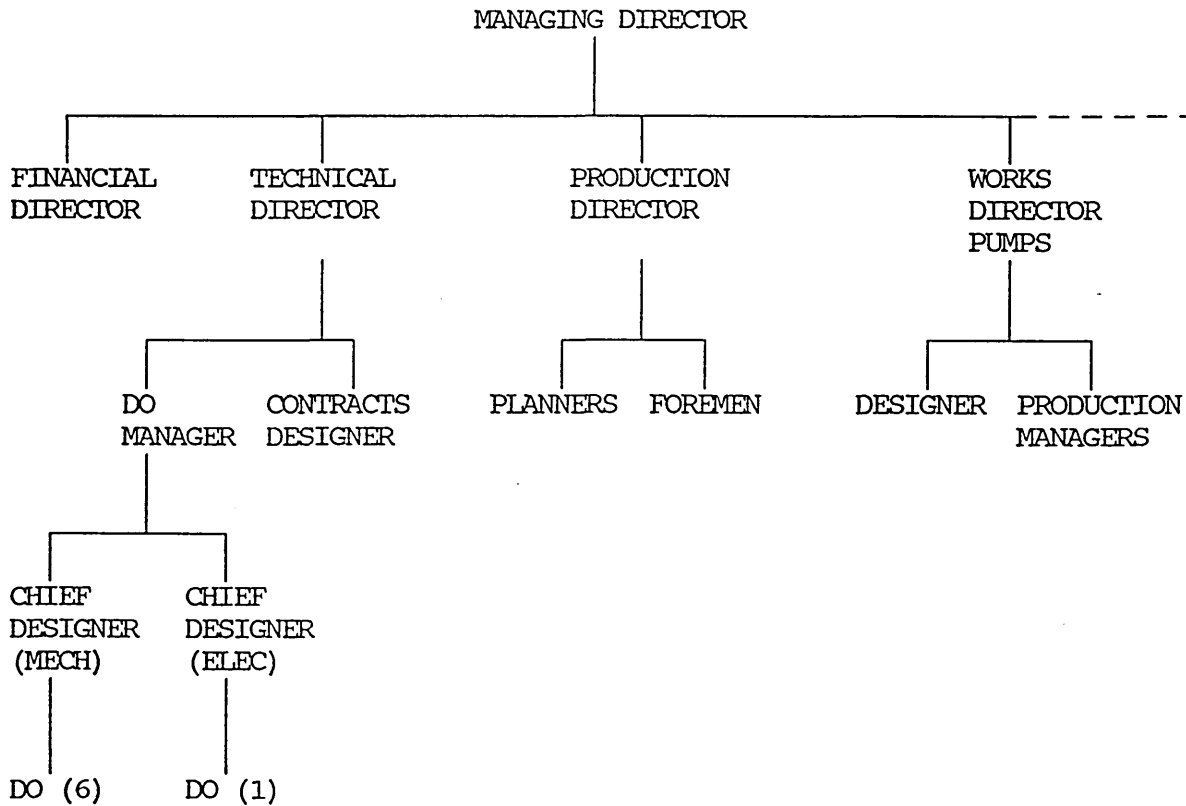 MANAGING DIRECTOR
FINANCIAL TECHNICAL PRODUCTION WORKS
DIRECTOR DIRECTOR DIRECTOR DIRECTOR
PUMPS
DO CONTRACTS PLANNERS FOREMEN DESIGNER PRODUCTION
MANAGER DESIGNER MANAGERS
CHIEF CHIEF
DESIGNER DESIGNER
(MECH) (ELEC)
DO (6) DO (1)